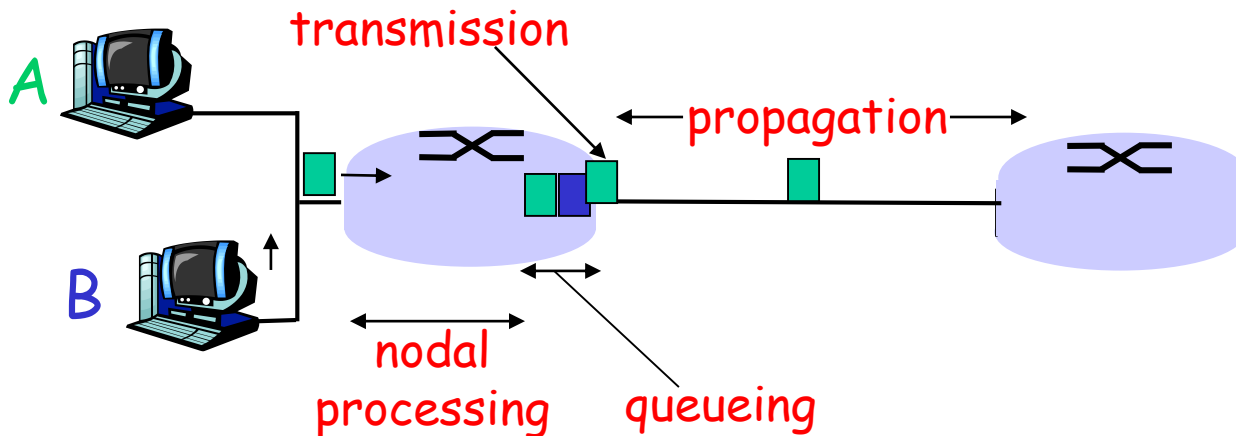 transmission
A
propagation
B
nodal
processing
queueing